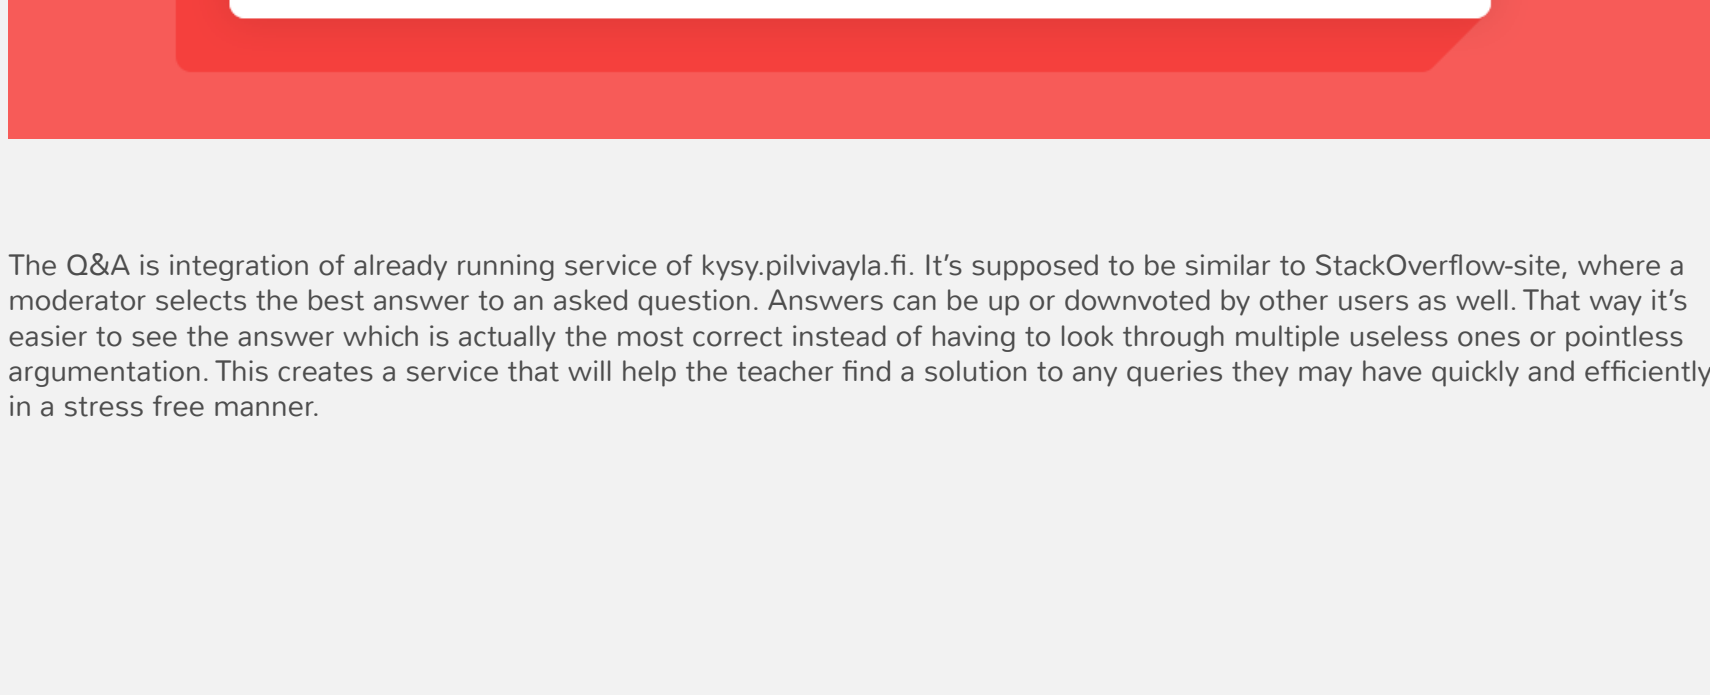 The Q&A is integration of already running service of kysy.pilvivayla.fi. It’s supposed to be similar to StackOverflow-site, where a
moderator selects the best answer to an asked question. Answers can be up or downvoted by other users as well. That way it’s
easier to see the answer which is actually the most correct instead of having to look through multiple useless ones or pointless
argumentation. This creates a service that will help the teacher find a solution to any queries they may have quickly and efficiently
in a stress free manner.